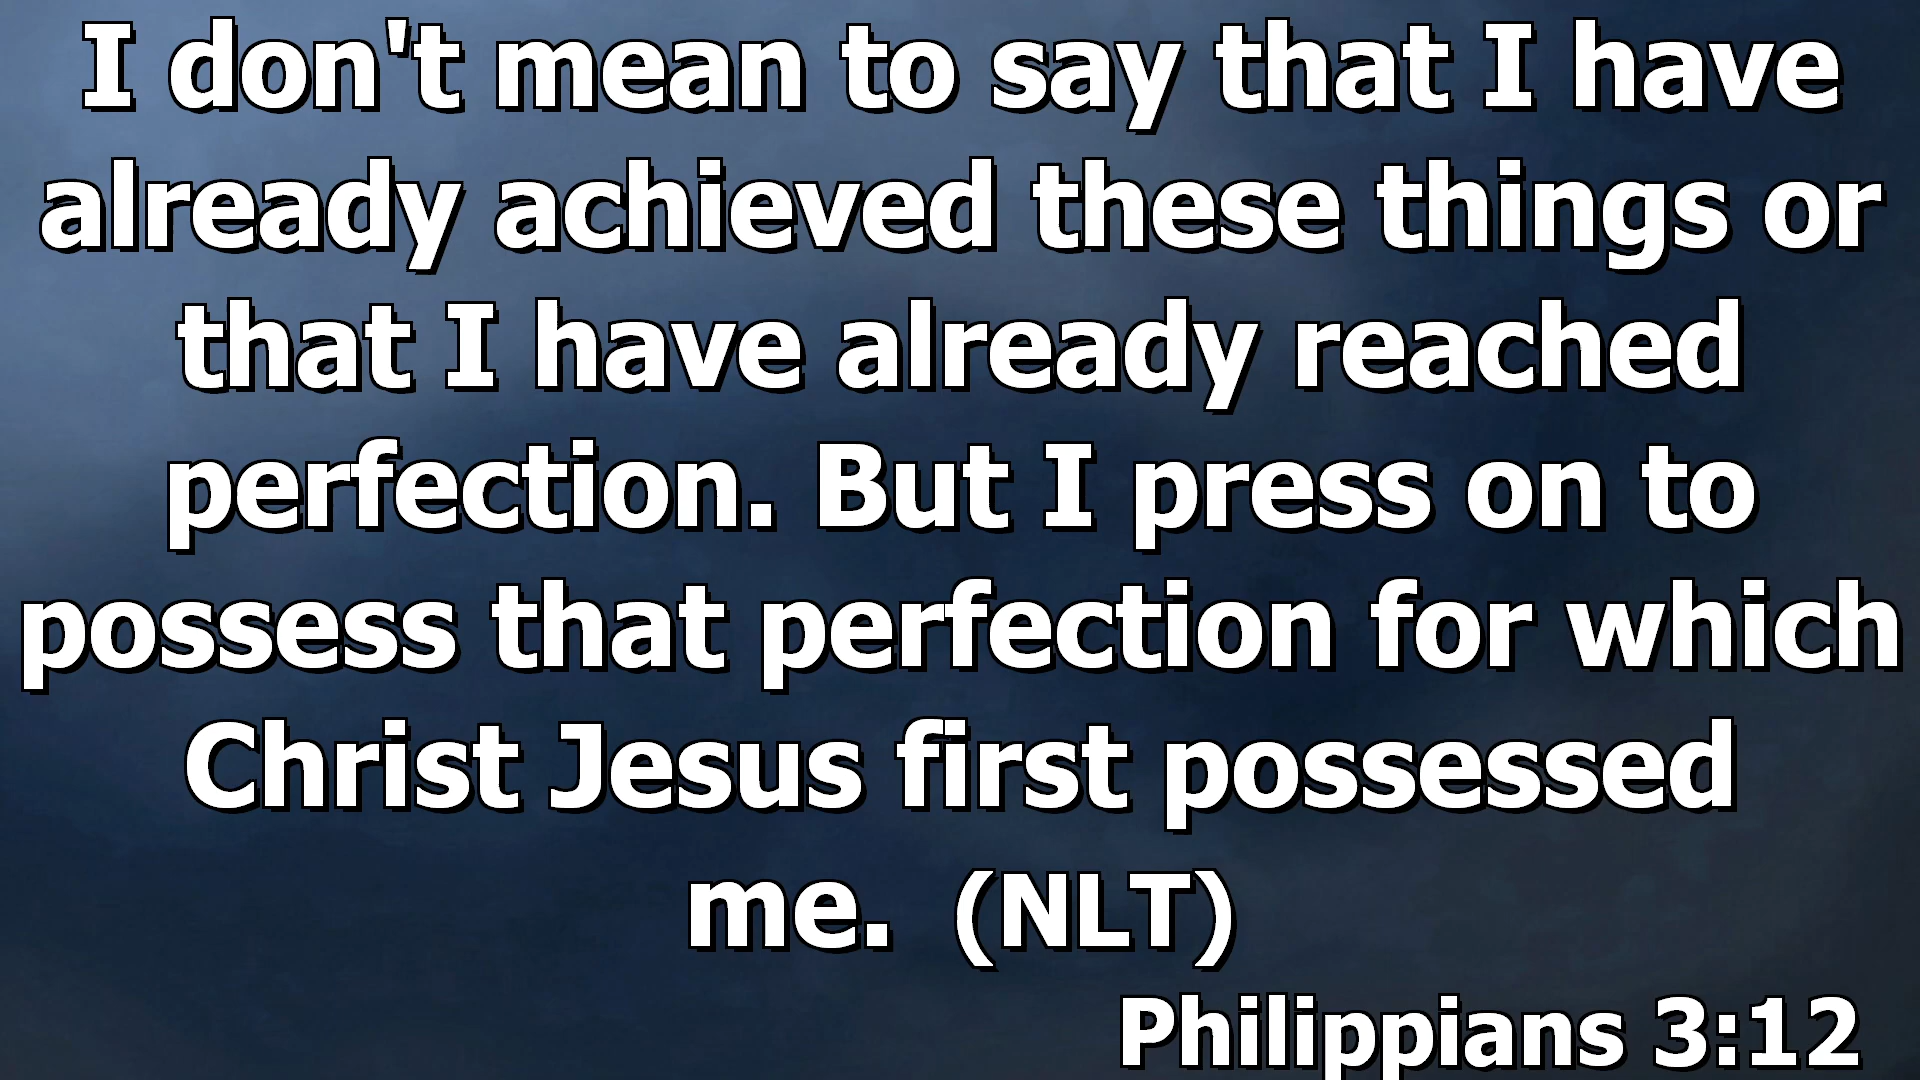 I don't mean to say that I have
already achieved these things or
that I have already reached
perfection. But I press on to
possess that perfection for which
Christ Jesus first possessed
me.  (NLT)
Philippians 3:12